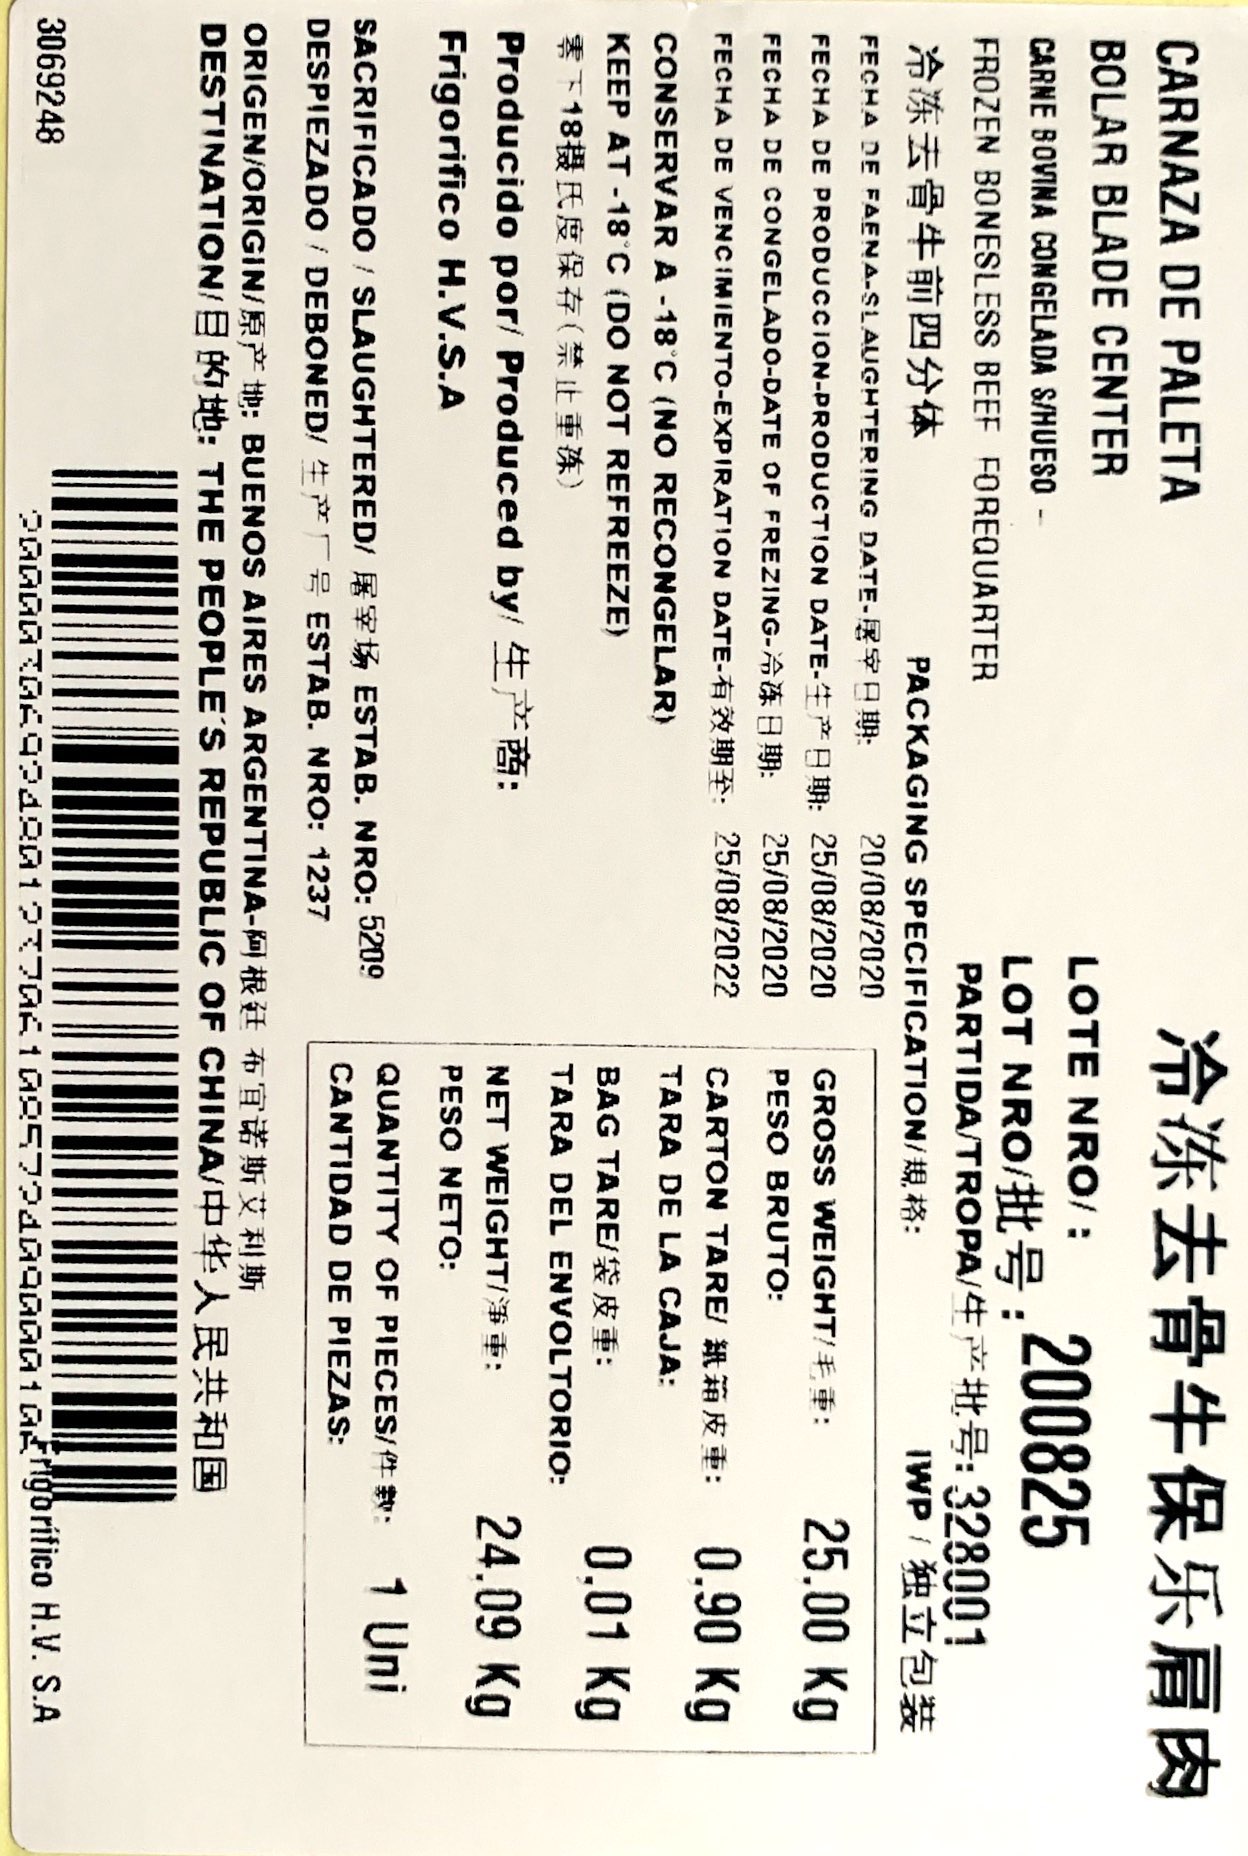 CARNAZA DE PALETA
冷冻去骨牛保乐肩肉
BOLAR BLADE CENTER
LOTE NRO/ :
CARNE BOVINA CONGELADA S/HUESO -
LOT NRO/批号 : 200825
FROZEN BONESLESS BEEF FOREQUARTER
PARTIDA/TROPA/生产批号: 328001
冷冻去骨牛前四分体
PACKAGING SPECIFICATION/规格: IWP / 独立包装
FECHA DE FAENA-SLAUGHTERING DATE-屠宰日期: 20/08/2020
FECHA DE PRODUCCION-PRODUCTION DATE-生产日期: 25/08/2020
FECHA DE CONGELADO-DATE OF FREZING-冷冻日期: 25/08/2020
FECHA DE VENCIMIENTO-EXPIRATION DATE-有效期至: 25/08/2022
CONSERVAR A -18°C (NO RECONGELAR)
KEEP AT -18°C (DO NOT REFREEZE)
零下18摄氏度保存(禁止重冻)
Producido por/ Produced by/ 生产商:
Frigorifico H.V.S.A
GROSS WEIGHT/毛重:
PESO BRUTO: 25,00 Kg
CARTON TARE/ 紙箱皮重:
TARA DE LA CAJA: 0,90 Kg
BAG TARE/袋皮重:
TARA DEL ENVOLTORIO: 0,01 Kg
NET WEIGHT/淨重:
PESO NETO: 24,09 Kg
QUANTITY OF PIECES/件數: 1 Uni
CANTIDAD DE PIEZAS:
SACRIFICADO / SLAUGHTERED/ 屠宰场 ESTAB. NRO: 5209
DESPIEZADO / DEBONED/ 生产厂号 ESTAB. NRO: 1237
ORIGEN/ORIGIN/原产地: BUENOS AIRES ARGENTINA-阿根廷 布宜诺斯艾利斯
DESTINATION/目的地: THE PEOPLE´S REPUBLIC OF CHINA/中华人民共和国
3069248
Frigorífico H.V. S.A